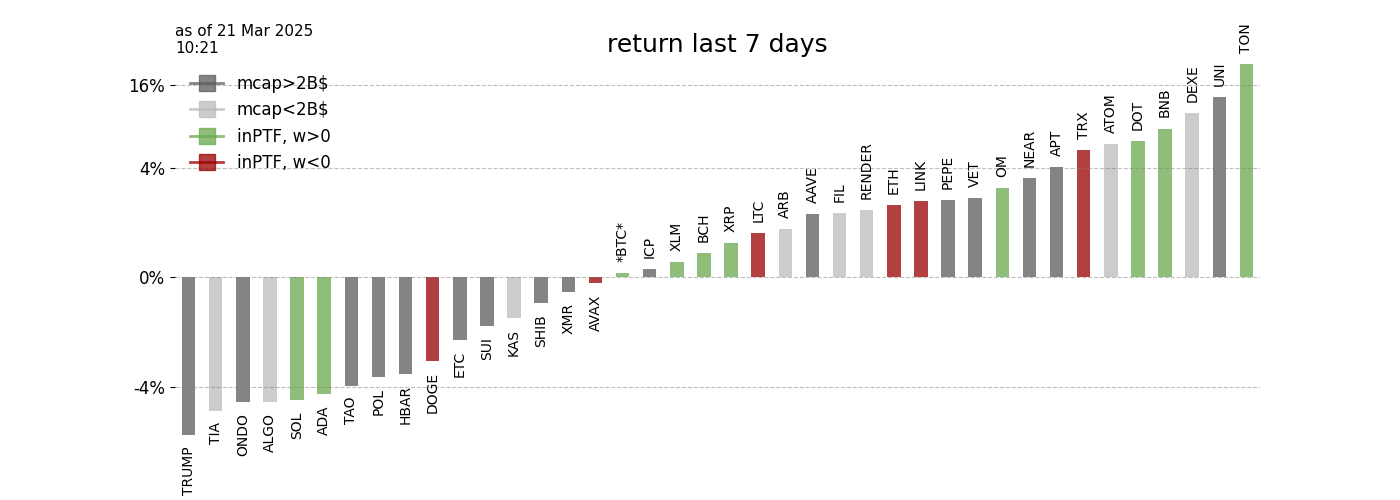 as of 21 Mar 2025
10:21
return last 7 days
mcap>2B$
mcap<2B$
inPTF, w>0
inPTF, w<0
16%
4%
0%
-4%
TRUMP
TIA
ONDO
ALGO
SOL
ADA
TAO
POL
HBAR
DOGE
ETC
SUI
KAS
SHIB
XMR
AVAX
*BTC*
ICP
XLM
BCH
XRP
LTC
ARB
AAVE
FIL
RENDER
ETH
LINK
PEPE
VET
OM
NEAR
APT
TRX
ATOM
DOT
BNB
DEXE
UNI
TON